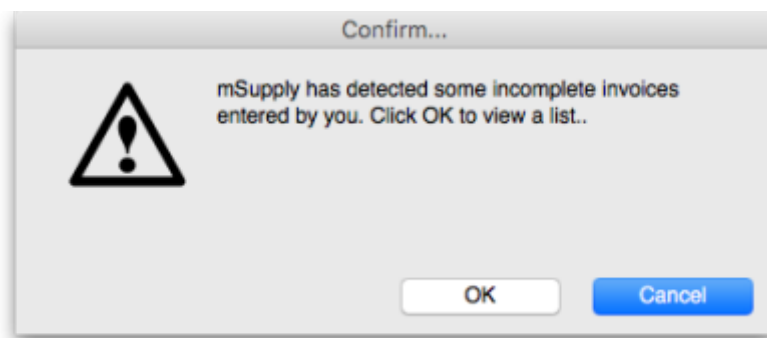 Confirm...
mSupply has detected some incomplete invoices
entered by you. Click OK to view a list..
OK
Cancel